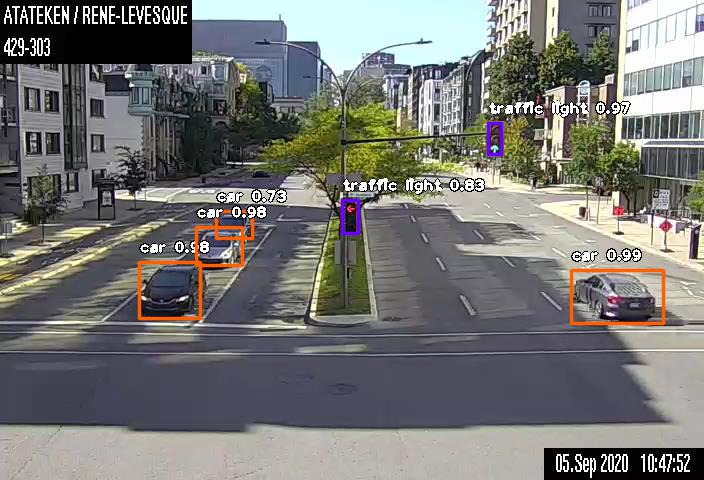 ATATEKEN / RENE-LEVESQUE
429-303
traffic light 0.97
traffic light 0.83
car 0.73
car 0.98
car 0.98
car 0.99
05.Sep 2020 10:47:52